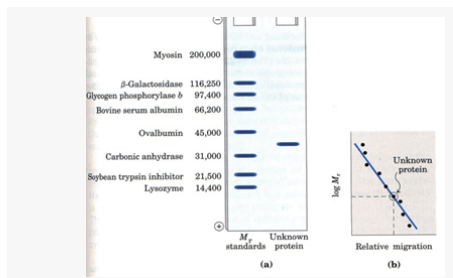 ⊖
Myosin 200,000
β-Galactosidase 116,250
Glycogen phosphorylase b 97,400
Bovine serum albumin 66,200
Ovalbumin 45,000
Carbonic anhydrase 31,000
Soybean trypsin inhibitor 21,500
Lysozyme 14,400
⊕
Mr standards
Unknown protein
(a)
log Mr
Unknown
protein
Relative migration
(b)